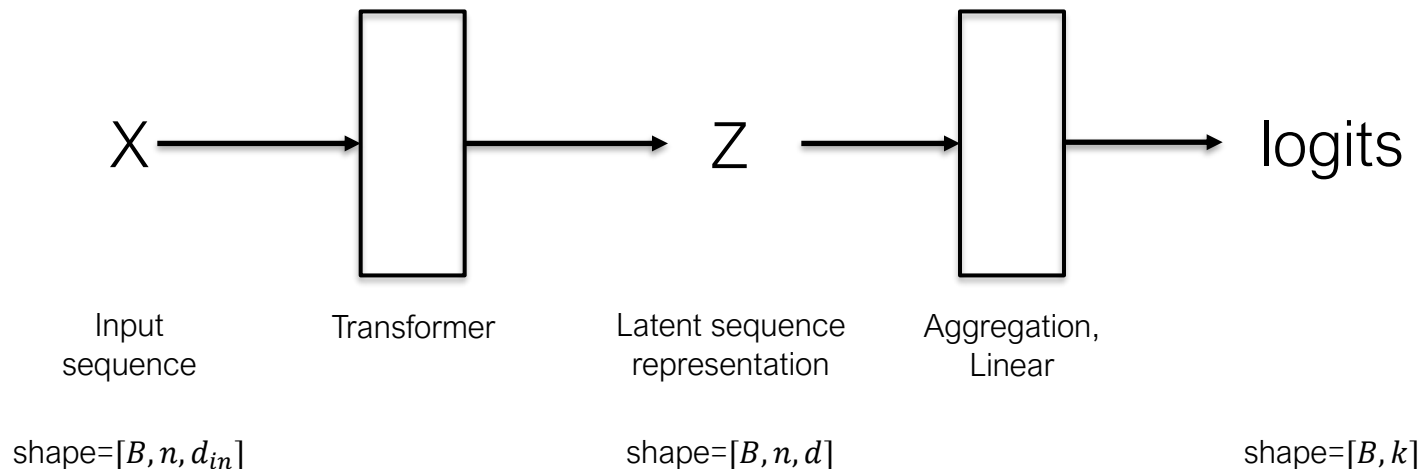 X
Z
logits
Input
sequence
Transformer
Latent sequence
representation
Aggregation,
Linear
shape=[B, n, d_in]
shape=[B, n, d]
shape=[B, k]